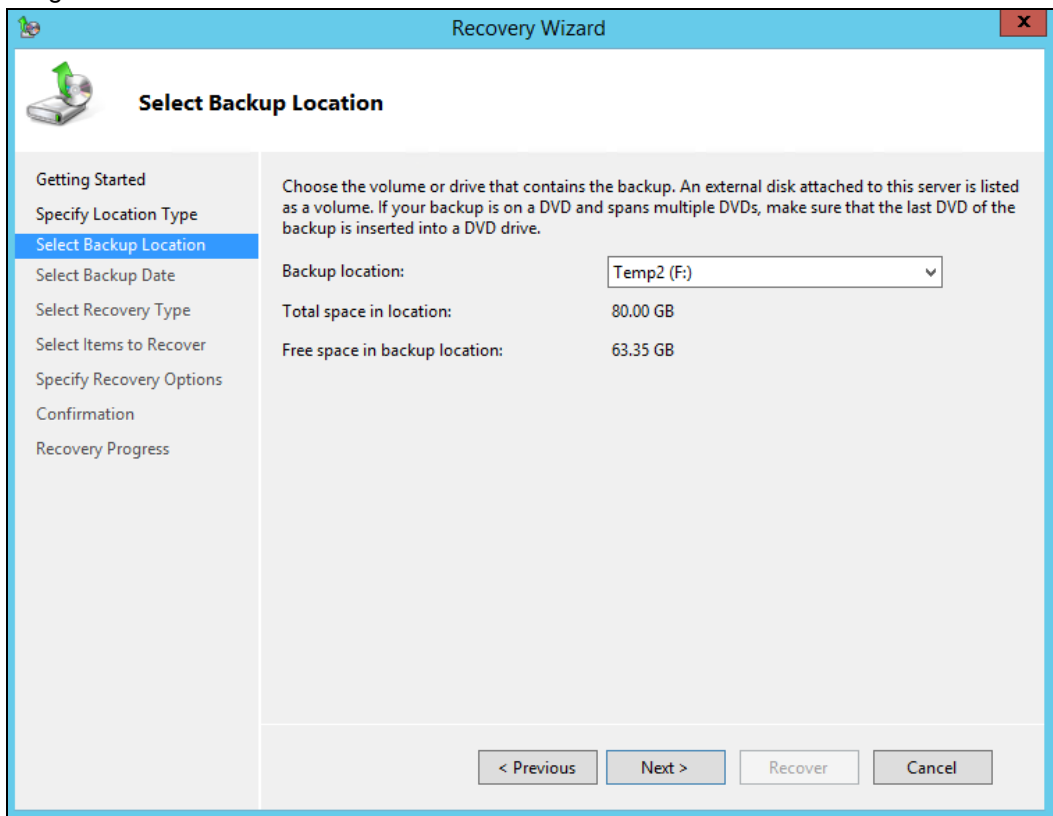 Recovery Wizard
x
Select Backup Location
Getting Started
Specify Location Type
Select Backup Location
Select Backup Date
Select Recovery Type
Select Items to Recover
Specify Recovery Options
Confirmation
Recovery Progress
Choose the volume or drive that contains the backup. An external disk attached to this server is listed
as a volume. If your backup is on a DVD and spans multiple DVDs, make sure that the last DVD of the
backup is inserted into a DVD drive.
Backup location: Temp2 (F:)
Total space in location: 80.00 GB
Free space in backup location: 63.35 GB
< Previous Next > Recover Cancel